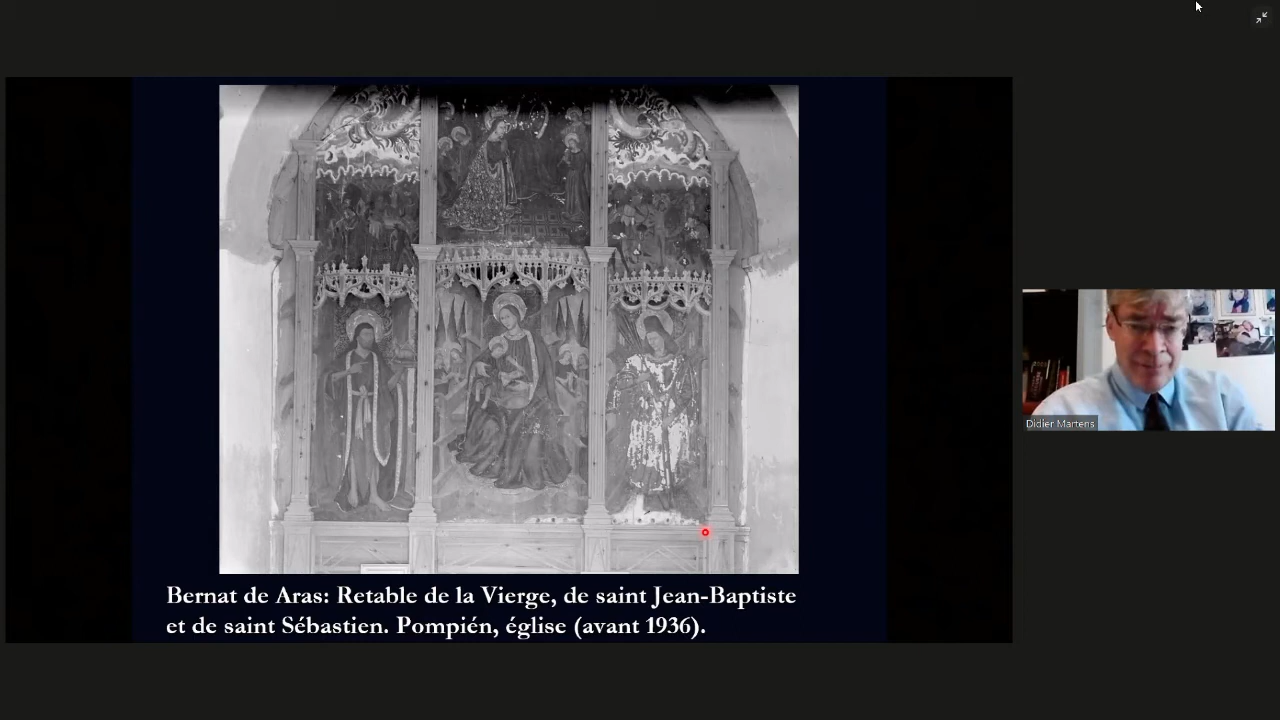 Bernat de Aras: Retable de la Vierge, de saint Jean-Baptiste
et de saint Sébastien. Pompién, église (avant 1936).
Didier Martens